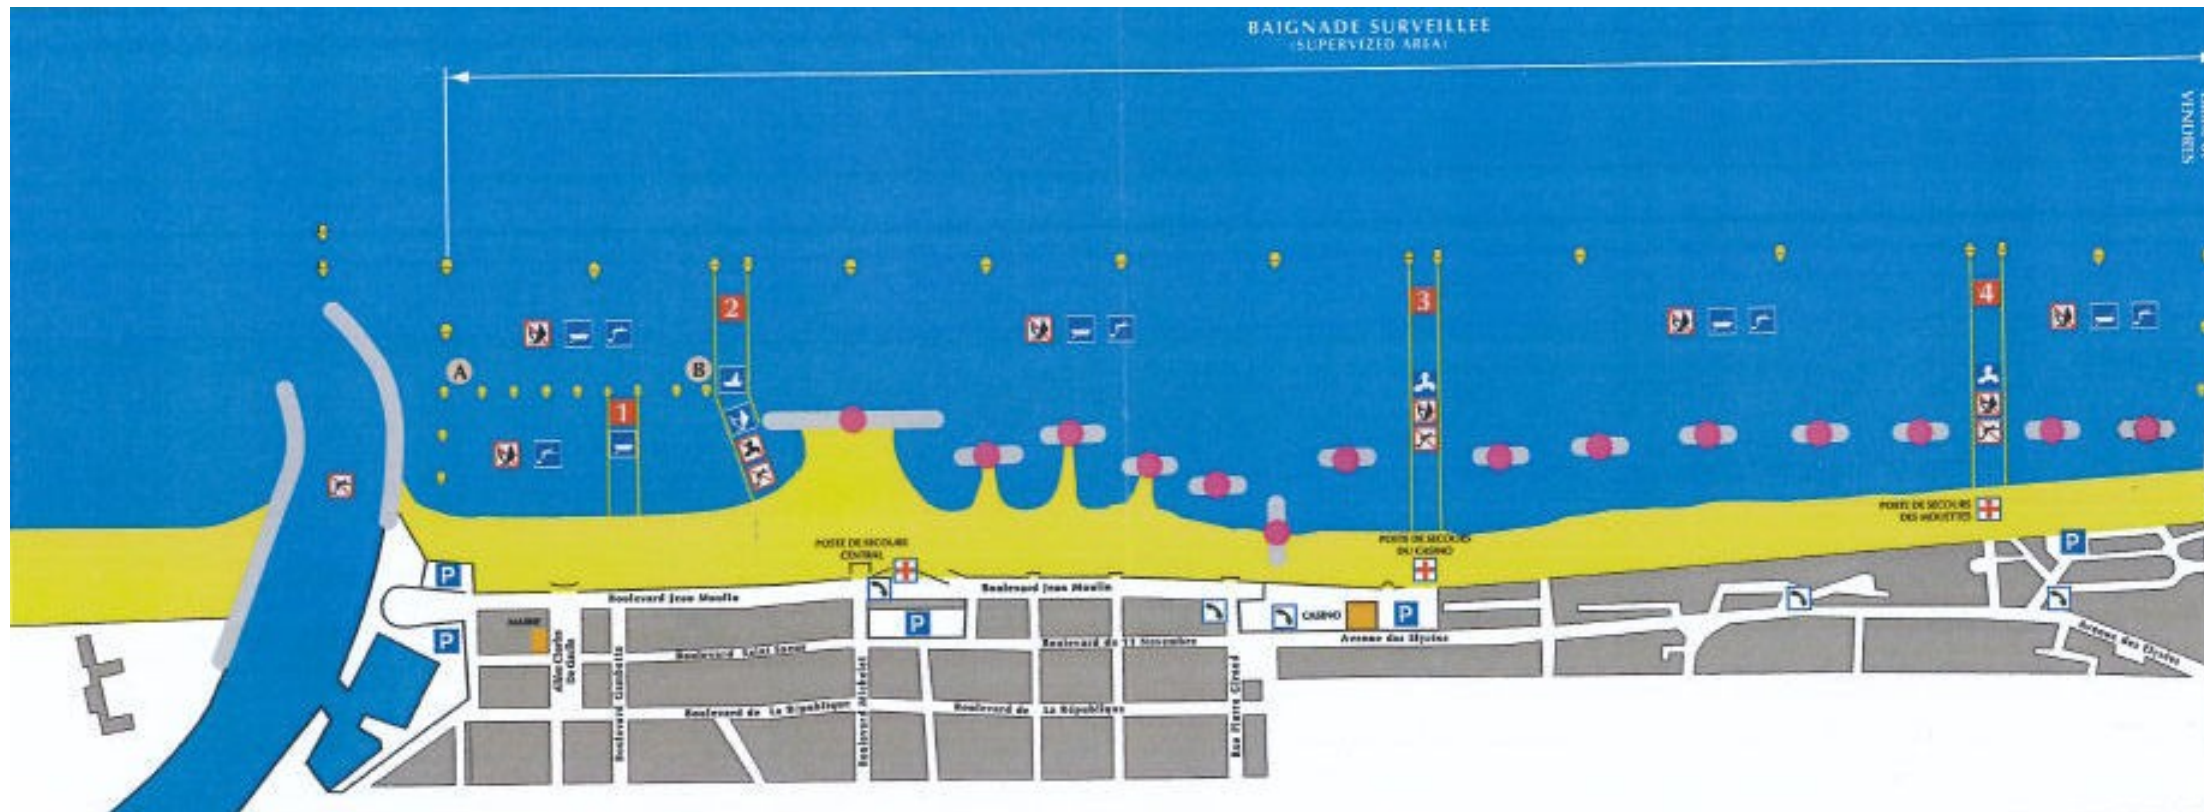 BAIGNADE SURVEILLEE
(SUPERVIZED AREA)
VENDRES
2
3
4
A
B
1
POSTE DE SECOURS
DES MOUETTES
POSTE DE SECOURS
CENTRAL
POSTE DE SECOURS
DU CASINO
P
P
Boulevard Jean Moulin
Boulevard Jean Moulin
MAIRIE
P
CASINO
P
P
Avenue des Elysées
Boulevard du 11 Novembre
Boulevard Saint Saens
Avenue des Elysées
Allées Charles
De Gaulle
Boulevard Gambetta
Boulevard Michelet
Rue Pierre Girard
Boulevard de La République
Boulevard de La République